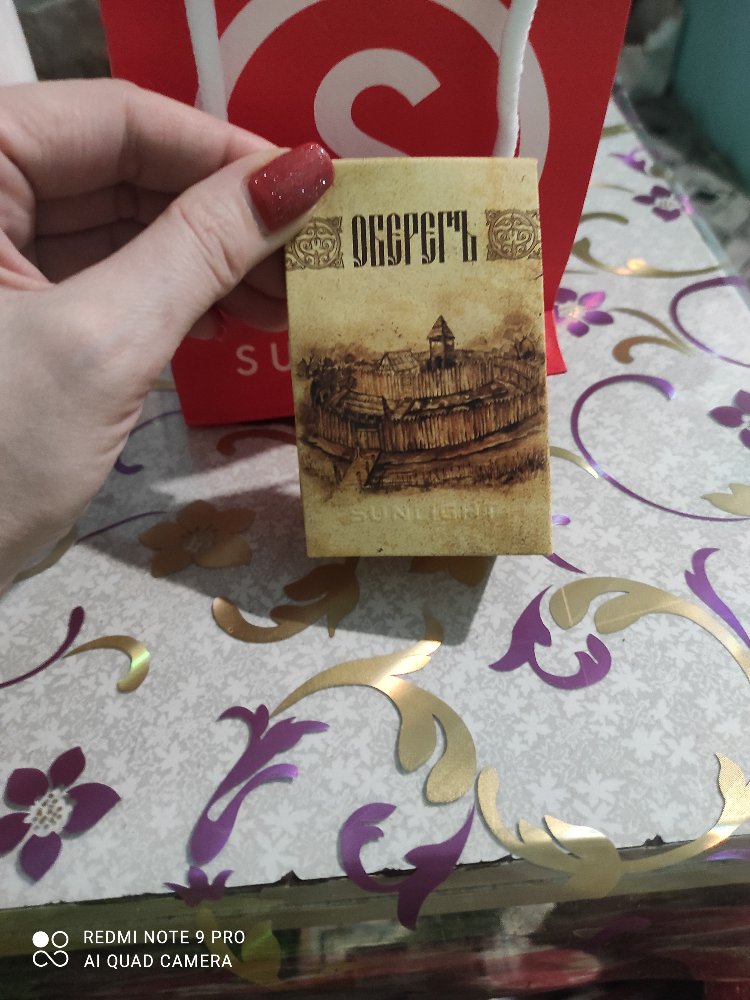 S
ОБЕРЕГЪ
SU
SUNLIGHT
REDMI NOTE 9 PRO
AI QUAD CAMERA